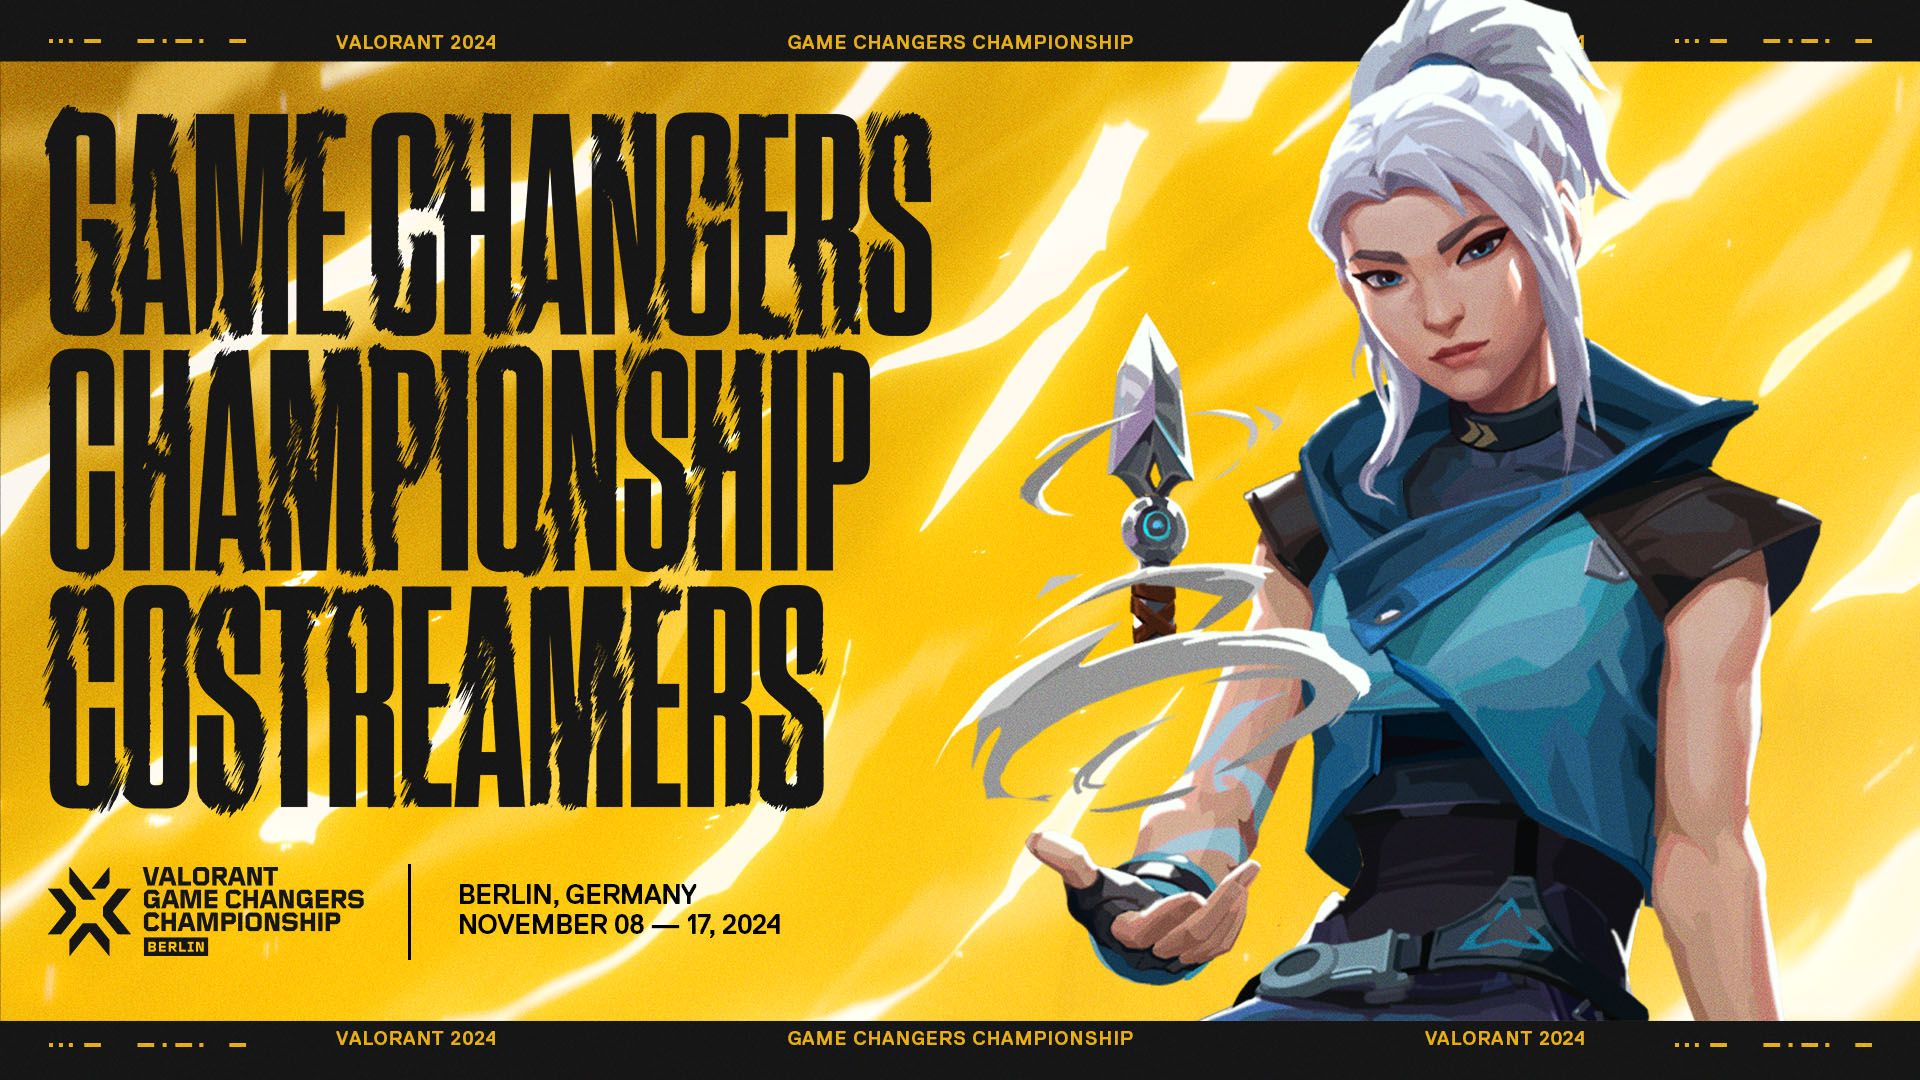 VALORANT 2024
GAME CHANGERS CHAMPIONSHIP
GAME CHANGERS
CHAMPIONSHIP
COSTREAMERS
VALORANT
GAME CHANGERS
CHAMPIONSHIP
BERLIN
BERLIN, GERMANY
NOVEMBER 08 — 17, 2024
VALORANT 2024
GAME CHANGERS CHAMPIONSHIP
VALORANT 2024